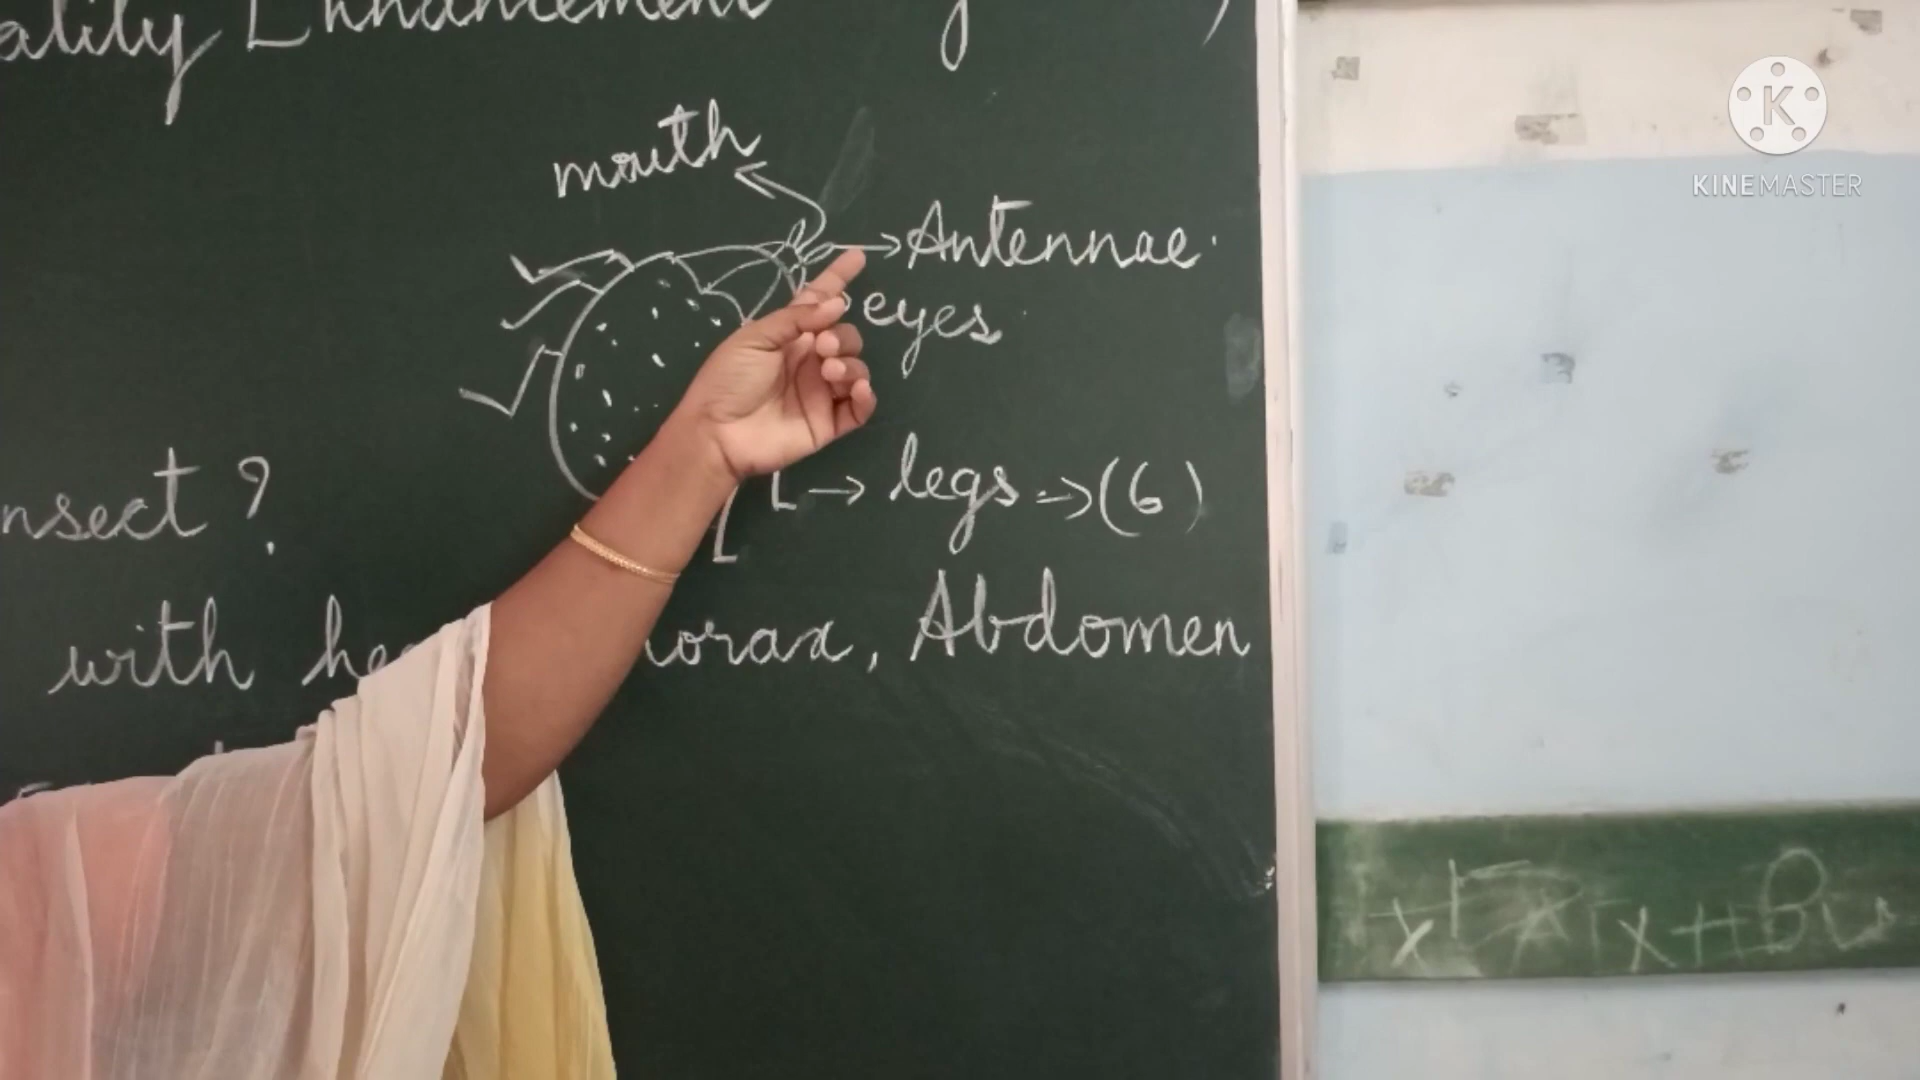 ality Enhancement
mouth
Antennae
eyes
nsect ?
legs => (6)
with he orax, Abdomen
KINEMASTER